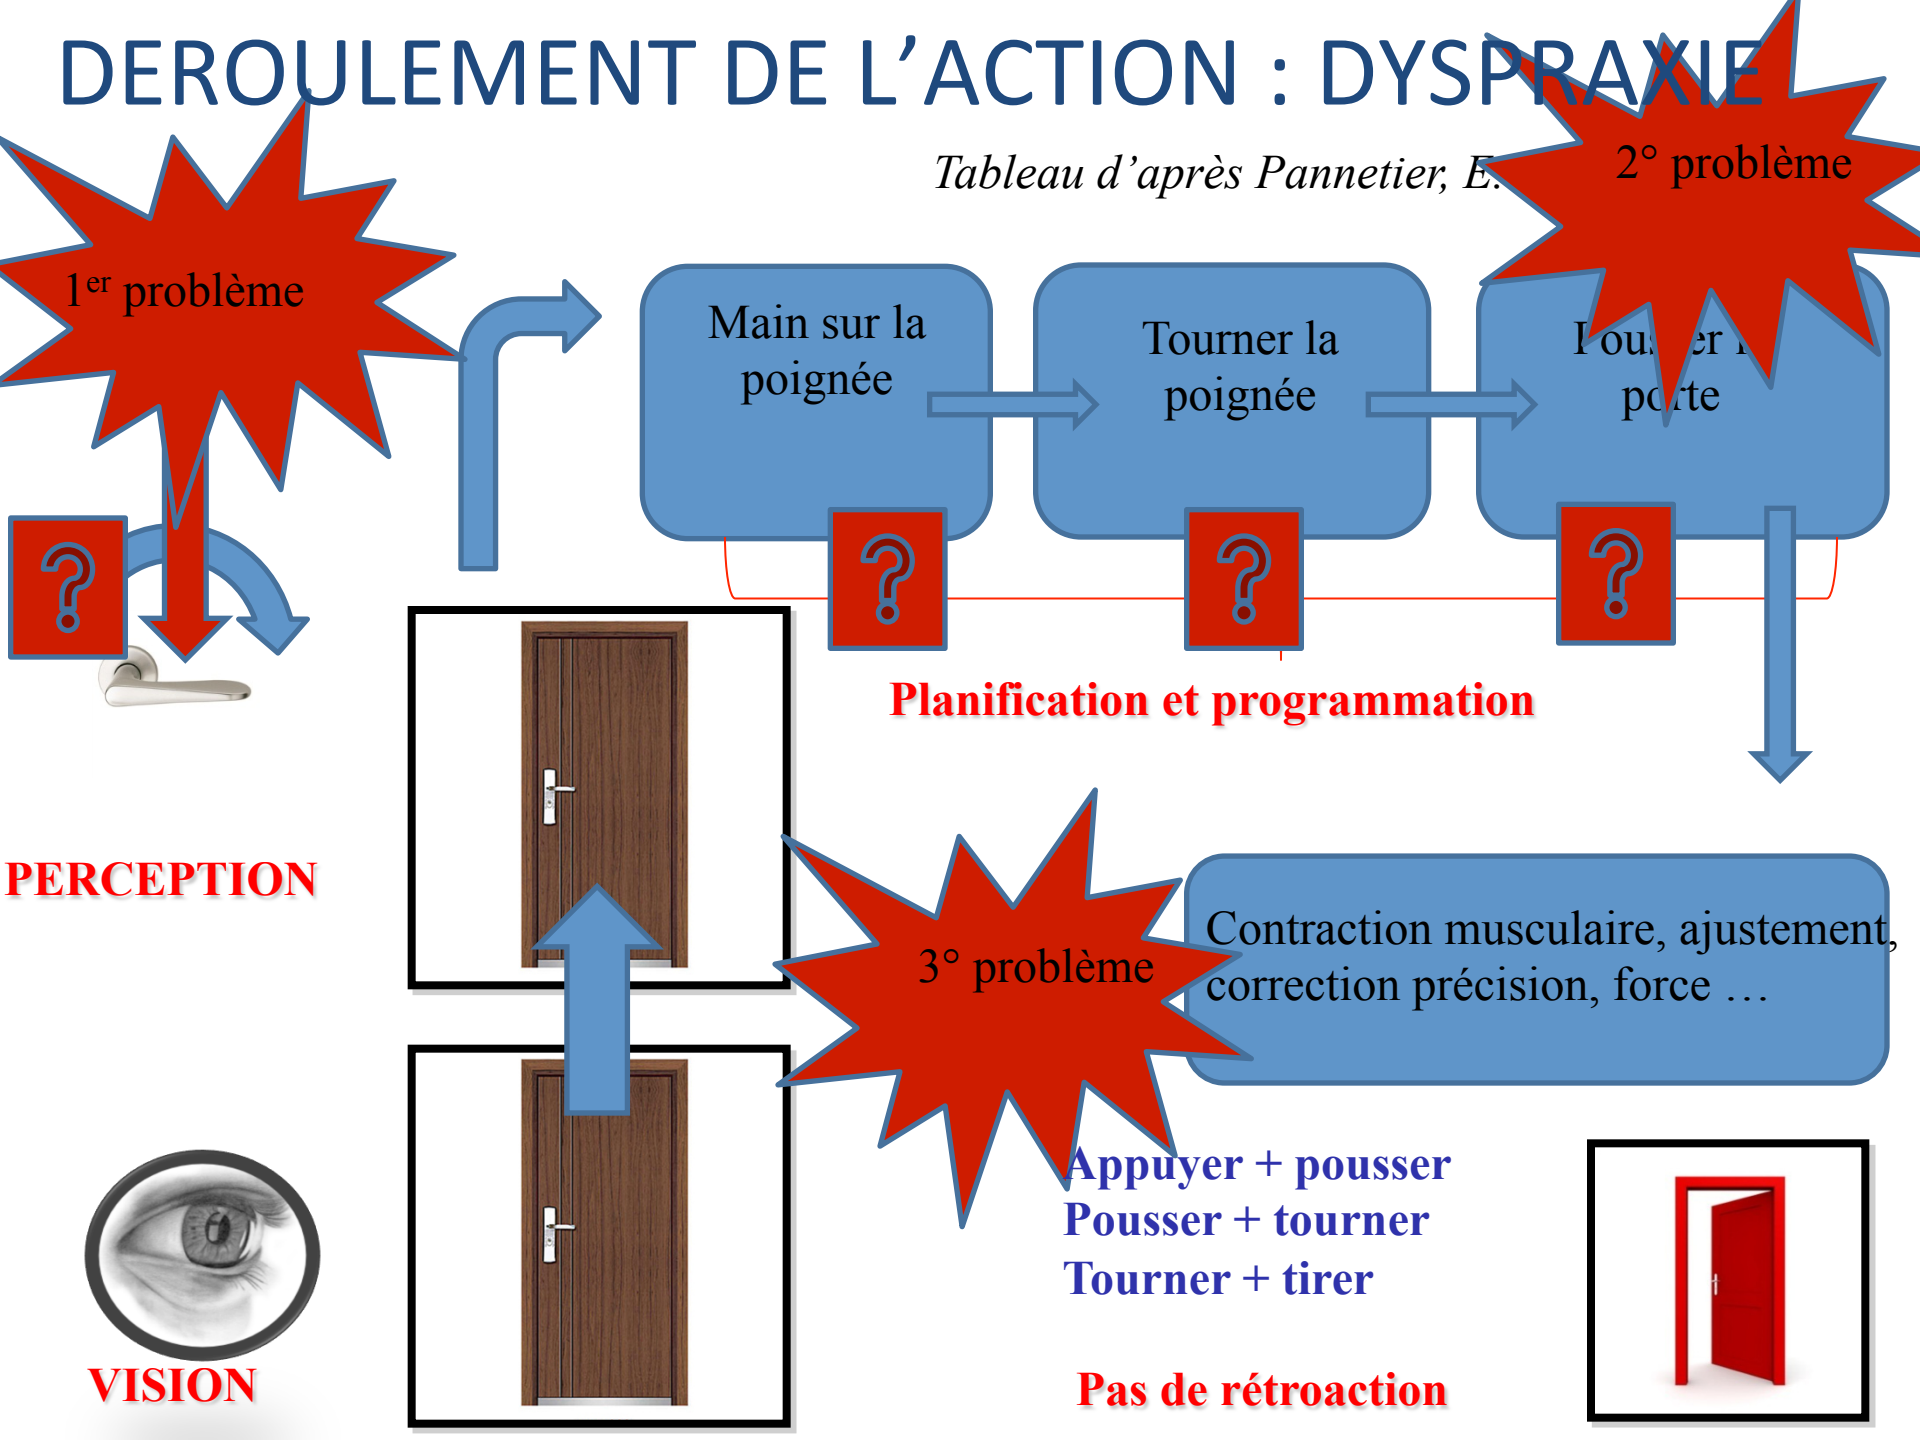 DEROULEMENT DE L’ACTION : DYSPRAXIE
Tableau d’après Pannetier, E.
2° problème
1er problème
Main sur la
poignée
Tourner la
poignée
porte
?
?
?
?
Planification et programmation
PERCEPTION
3° problème
Contraction musculaire, ajustement,
correction précision, force …
Appuyer + pousser
Pousser + tourner
Tourner + tirer
VISION
Pas de rétroaction